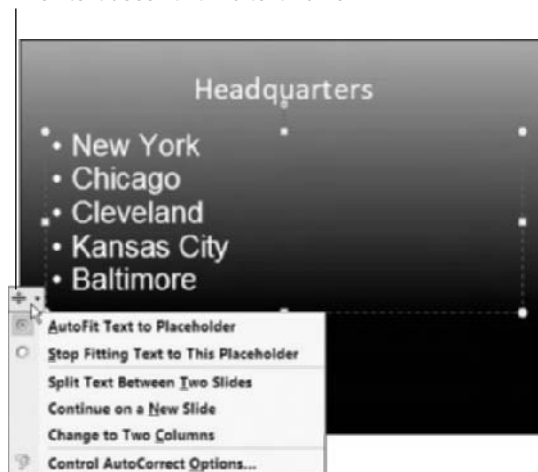 Headquarters
• New York
• Chicago
• Cleveland
• Kansas City
• Baltimore
AutoFit Text to Placeholder
Stop Fitting Text to This Placeholder
Split Text Between Two Slides
Continue on a New Slide
Change to Two Columns
Control AutoCorrect Options...